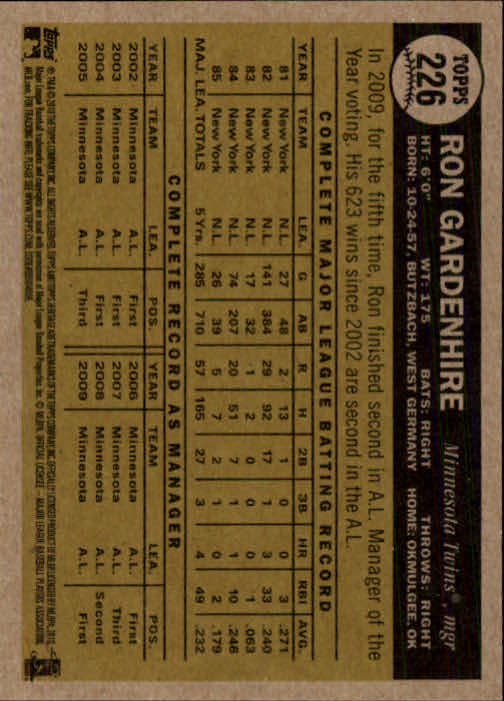 TOPPS
226
RON GARDENHIRE Minnesota Twins®, mgr
HT: 6'0" WT: 175 BATS: RIGHT THROWS: RIGHT
BORN: 10-24-57, BUTZBACH, WEST GERMANY HOME: OKMULGEE, OK
In 2009, for the fifth time, Ron finished second in A.L. Manager of the
Year voting. His 623 wins since 2002 are second in the A.L.
COMPLETE MAJOR LEAGUE BATTING RECORD
YEAR TEAM LEA. G AB R H 2B 3B HR RBI AVG.
81 New York N.L. 27 48 2 13 1 0 0 3 .271
82 New York N.L. 141 384 29 92 17 1 3 33 .240
83 New York N.L. 17 32 1 2 0 0 0 1 .063
84 New York N.L. 74 207 20 51 7 1 1 10 .246
85 New York N.L. 26 39 5 7 2 1 0 2 .179
MAJ. LEA. TOTALS 5 Yrs. 285 710 57 165 27 3 4 49 .232
COMPLETE RECORD AS MANAGER
YEAR TEAM LEA. POS. YEAR TEAM LEA. POS.
2002 Minnesota A.L. First 2006 Minnesota A.L. First
2003 Minnesota A.L. First 2007 Minnesota A.L. Third
2004 Minnesota A.L. First 2008 Minnesota A.L. Second
2005 Minnesota A.L. Third 2009 Minnesota A.L. First
Topps